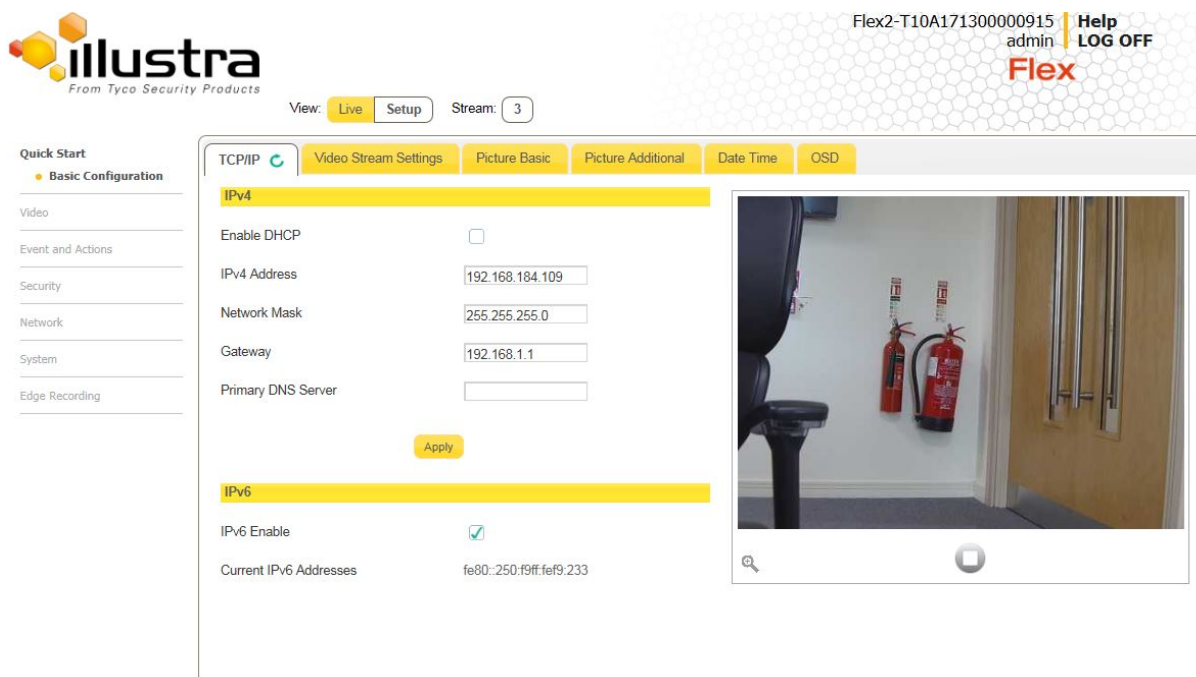 illustra
From Tyco Security Products
Flex2-T10A171300000915 Help
admin LOG OFF
Flex
View: Live Setup Stream: 3
Quick Start
Basic Configuration
Video
Event and Actions
Security
Network
System
Edge Recording
TCP/IP Video Stream Settings Picture Basic Picture Additional Date Time OSD
IPv4
Enable DHCP
IPv4 Address 192.168.184.109
Network Mask 255.255.255.0
Gateway 192.168.1.1
Primary DNS Server
Apply
IPv6
IPv6 Enable
Current IPv6 Addresses fe80::250:f9ff:fef9:233